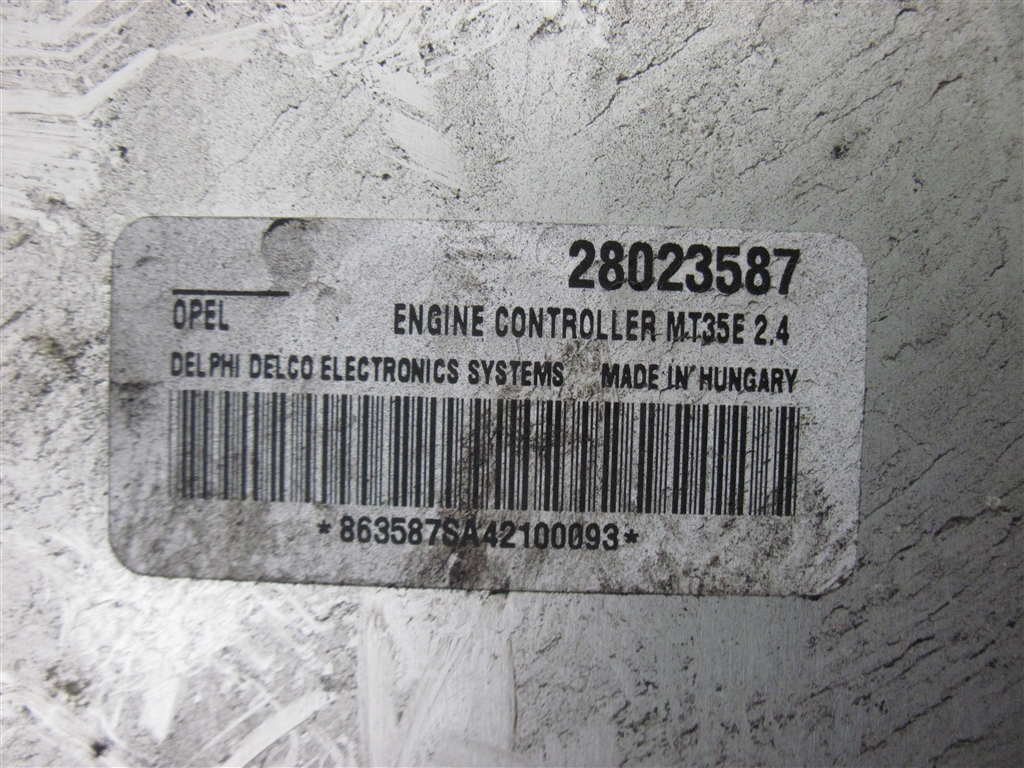 28023587
OPEL ENGINE CONTROLLER MT35E 2.4
DELPHI DELCO ELECTRONICS SYSTEMS MADE IN HUNGARY
*863587SA42100093*